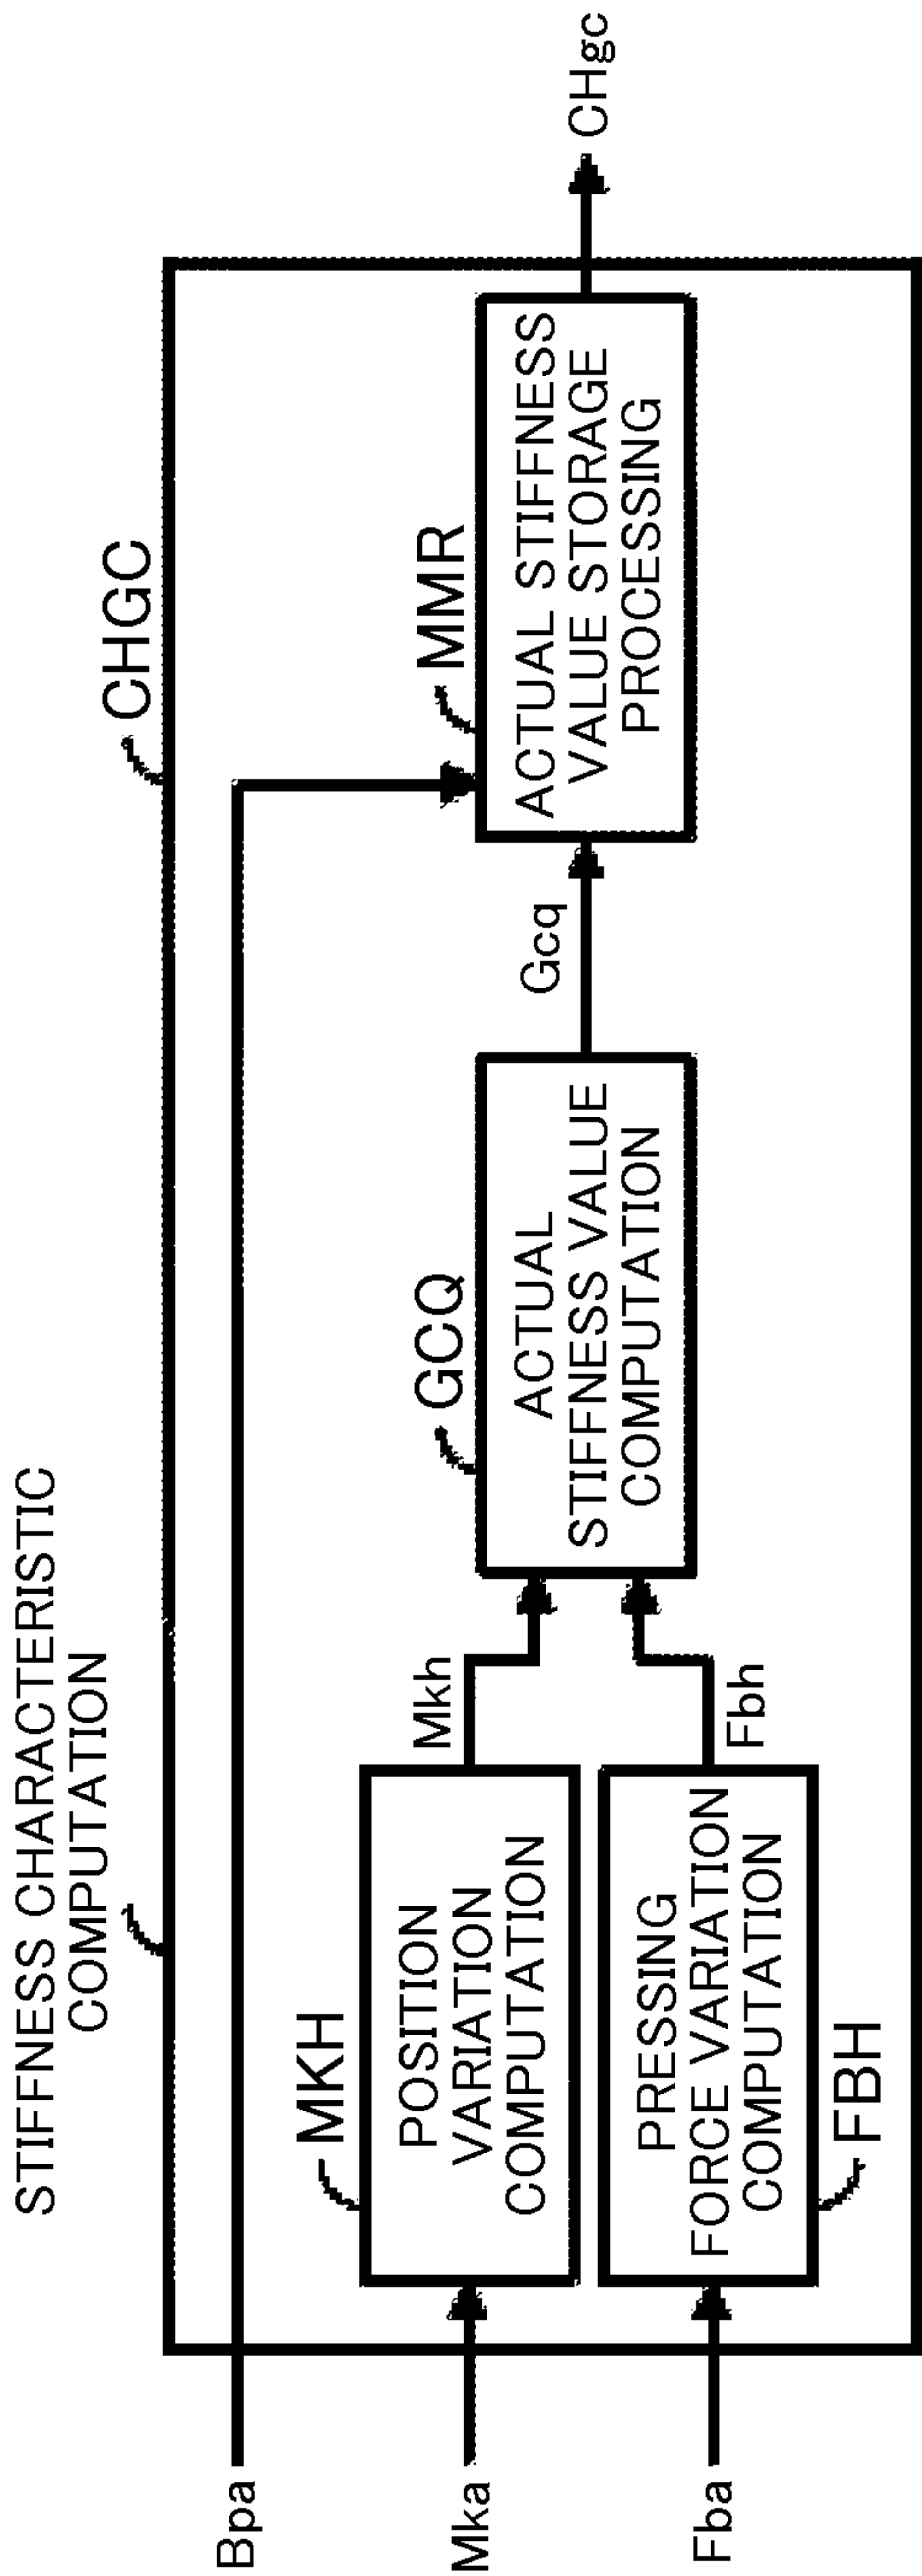 STIFFNESS CHARACTERISTIC
COMPUTATION
CHGC
Bpa
Mka
Fba
MKH
POSITION
VARIATION
COMPUTATION
Mkh
PRESSING
FORCE VARIATION
COMPUTATION
FBH
Fbh
GCQ
ACTUAL
STIFFNESS VALUE
COMPUTATION
Gcq
MMR
ACTUAL STIFFNESS
VALUE STORAGE
PROCESSING
CHgc